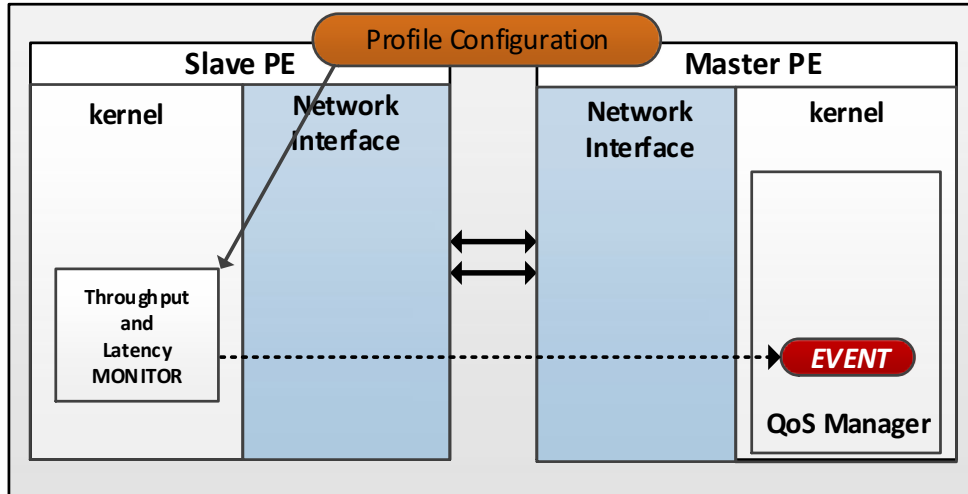 Profile Configuration
Slave PE
Master PE
kernel
Network
Interface
Network
Interface
kernel
Throughput
and
Latency
MONITOR
EVENT
QoS Manager